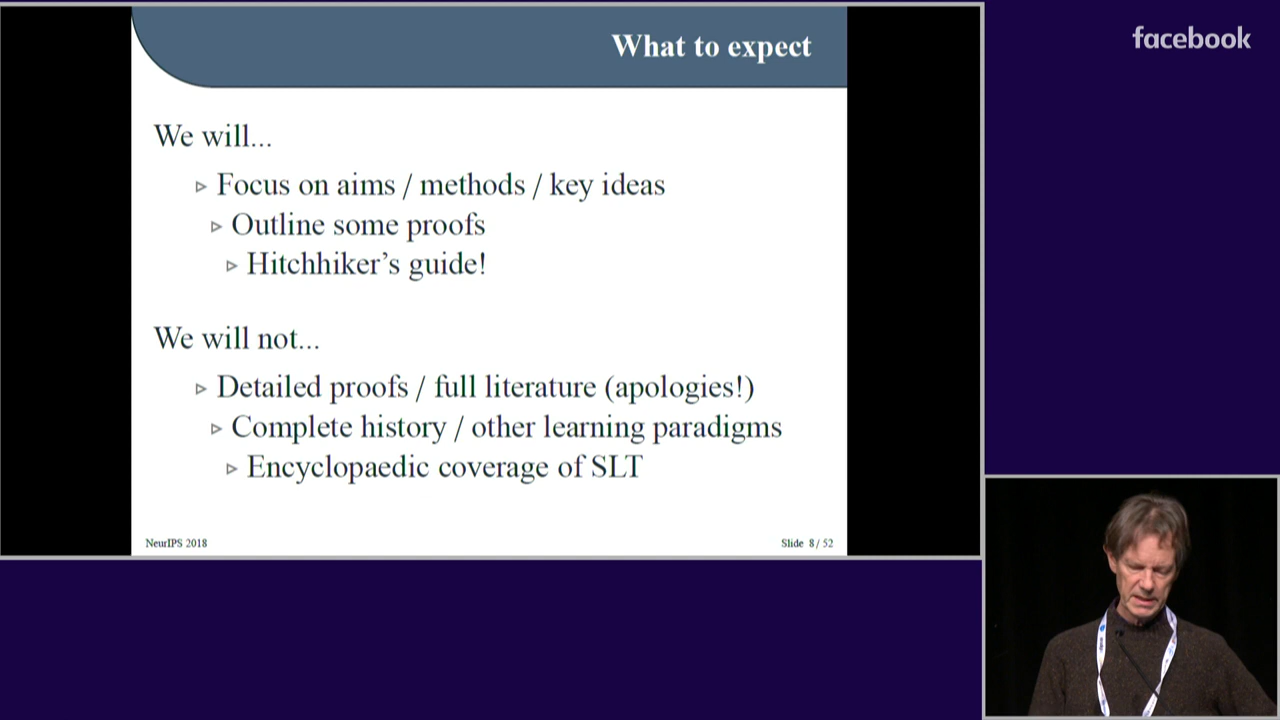 What to expect
facebook
We will...
▹ Focus on aims / methods / key ideas
▹ Outline some proofs
▹ Hitchhiker's guide!
We will not...
▹ Detailed proofs / full literature (apologies!)
▹ Complete history / other learning paradigms
▹ Encyclopaedic coverage of SLT
NeurIPS 2018
Slide 8 / 52